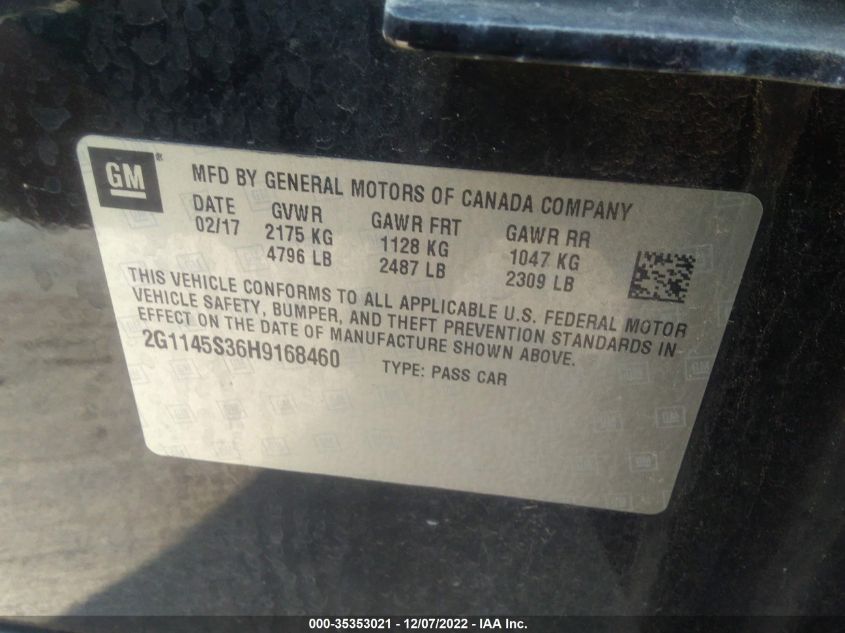 GM ®
MFD BY GENERAL MOTORS OF CANADA COMPANY
DATE GVWR GAWR FRT GAWR RR
02/17 2175 KG 1128 KG 1047 KG
4796 LB 2487 LB 2309 LB
THIS VEHICLE CONFORMS TO ALL APPLICABLE U.S. FEDERAL MOTOR
VEHICLE SAFETY, BUMPER, AND THEFT PREVENTION STANDARDS IN
EFFECT ON THE DATE OF MANUFACTURE SHOWN ABOVE.
2G1145S36H9168460 TYPE: PASS CAR
000-35353021 - 12/07/2022 - IAA Inc.